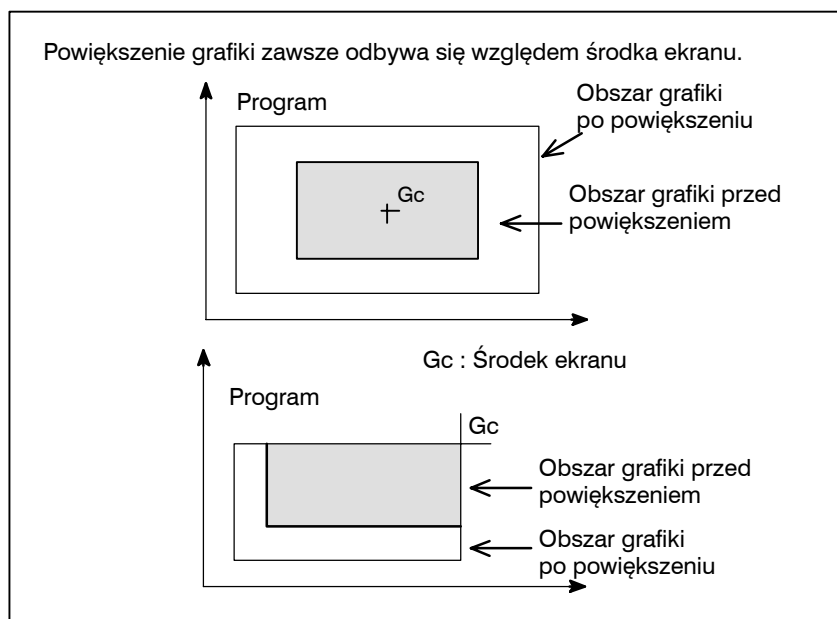 Powiększenie grafiki zawsze odbywa się względem środka ekranu.
Program
Obszar grafiki
po powiększeniu
Gc
Obszar grafiki przed
powiększeniem
Gc : Środek ekranu
Program
Gc
Obszar grafiki przed
powiększeniem
Obszar grafiki
po powiększeniu